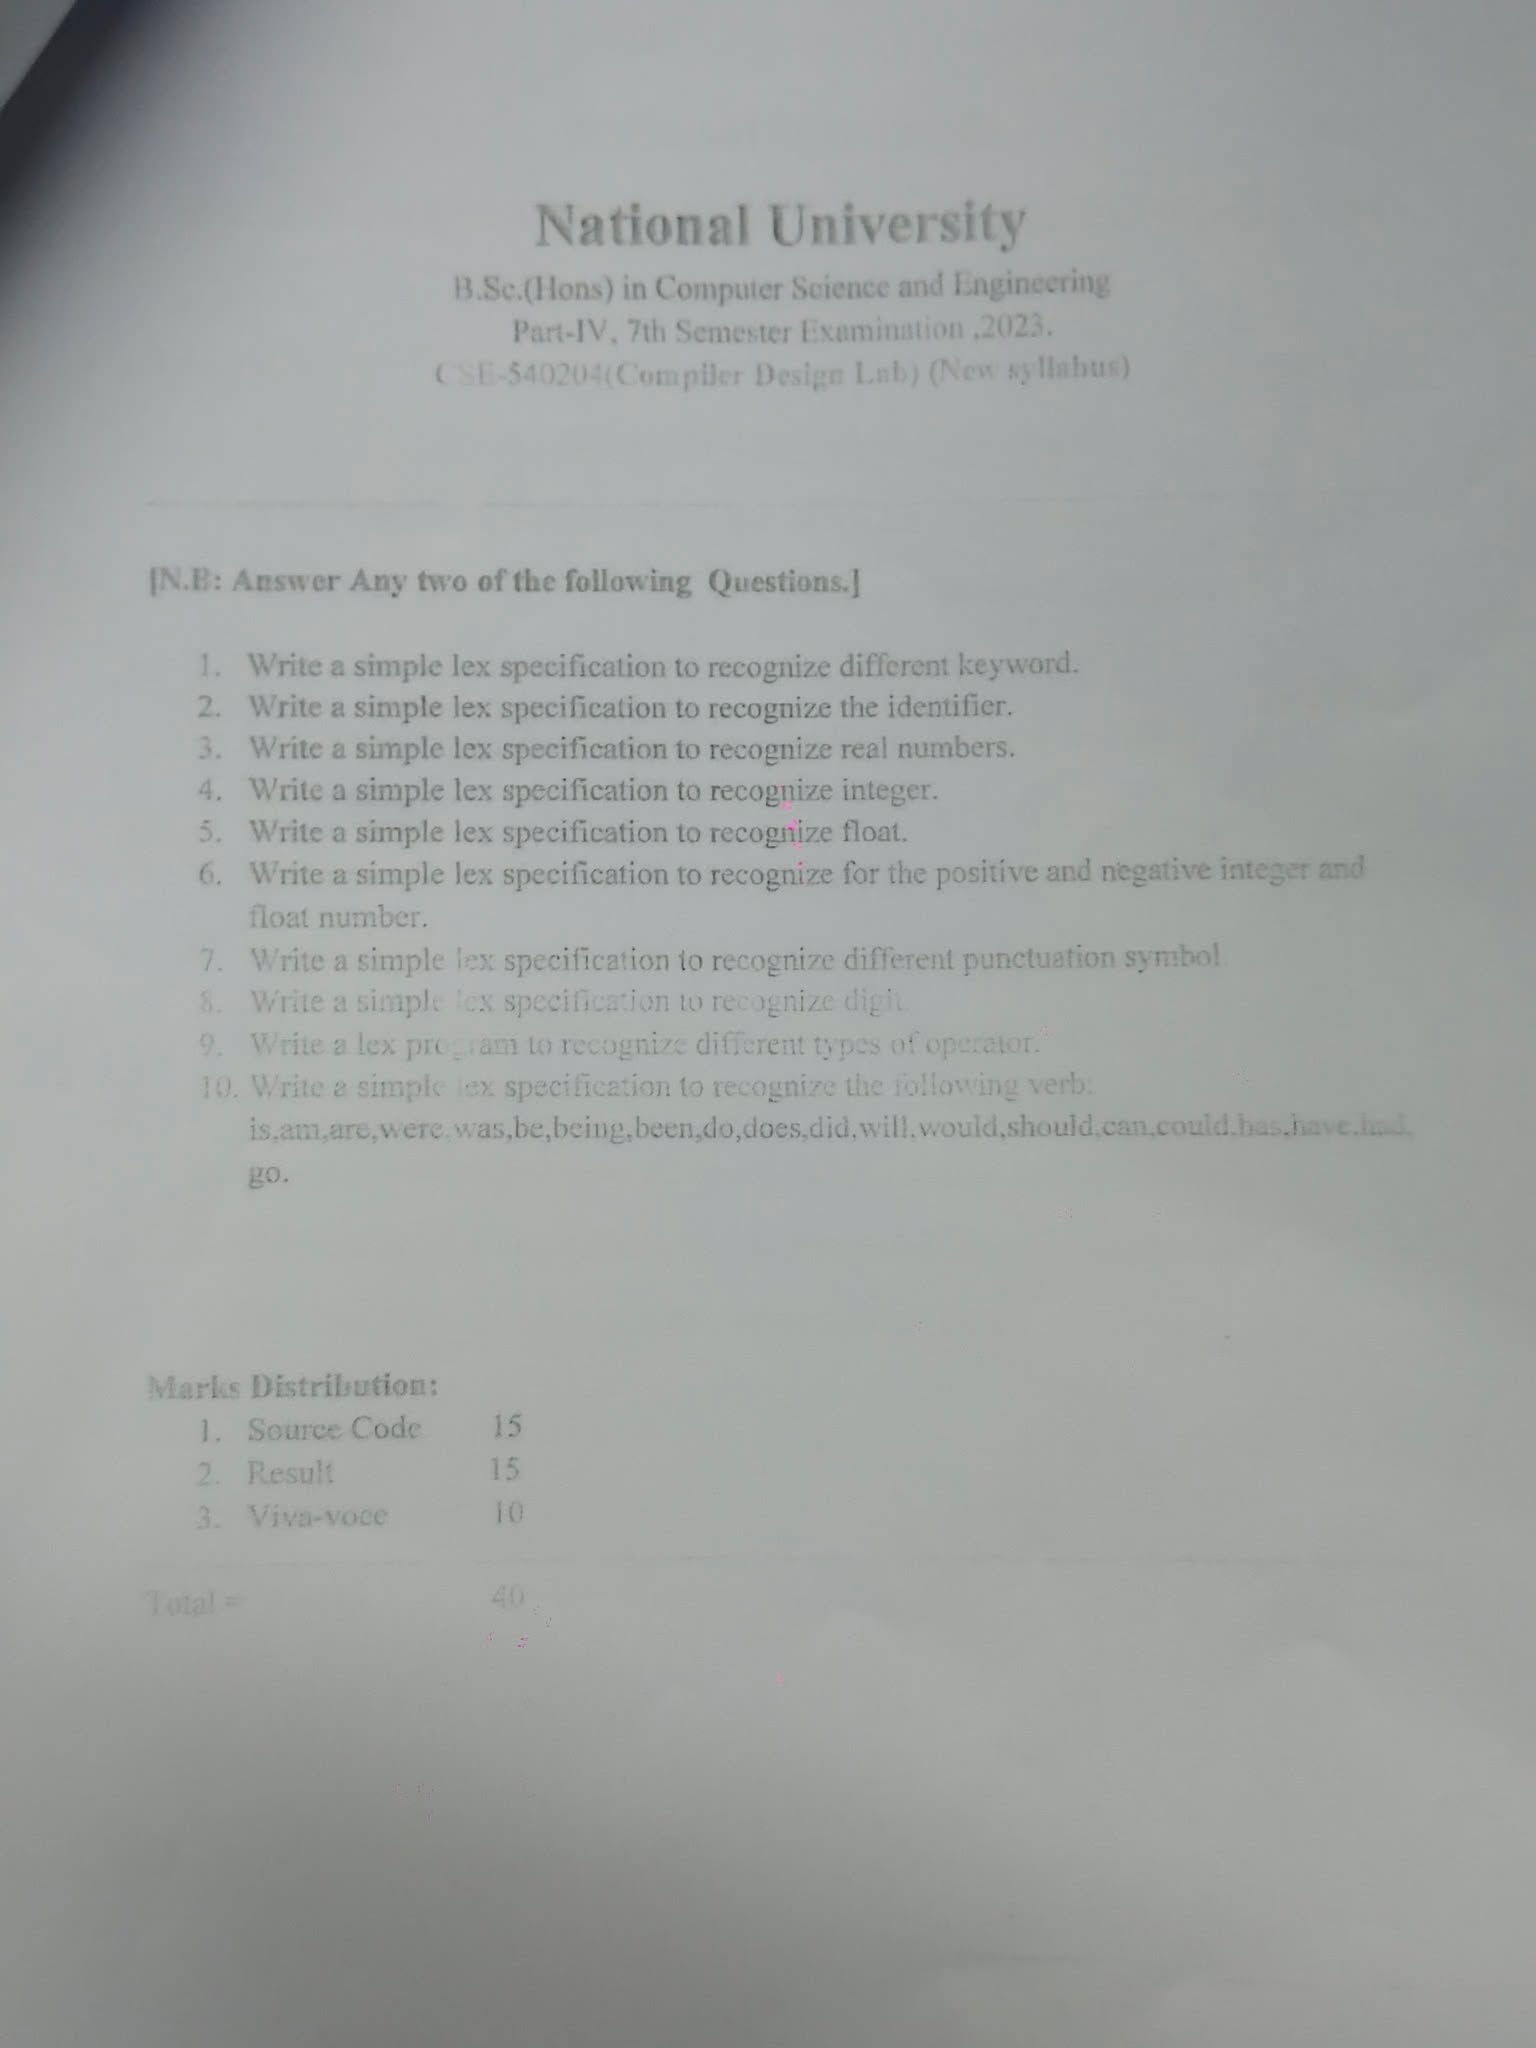 National University
B.Sc.(Hons) in Computer Science and Engineering
Part-IV, 7th Semester Examination ,2023.
CSE-540204(Compiler Design Lab) (New syllabus)
[N.B: Answer Any two of the following Questions.]
1. Write a simple lex specification to recognize different keyword.
2. Write a simple lex specification to recognize the identifier.
3. Write a simple lex specification to recognize real numbers.
4. Write a simple lex specification to recognize integer.
5. Write a simple lex specification to recognize float.
6. Write a simple lex specification to recognize for the positive and negative integer and
float number.
7. Write a simple lex specification to recognize different punctuation symbol.
8. Write a simple lex specification to recognize digit.
9. Write a lex program to recognize different types of operator.
10. Write a simple lex specification to recognize the following verb:
is,am,are,were,was,be,being,been,do,does,did,will,would,should,can,could,has,have,had,
go.
Marks Distribution:
1. Source Code 15
2. Result 15
3. Viva-voce 10
Total = 40